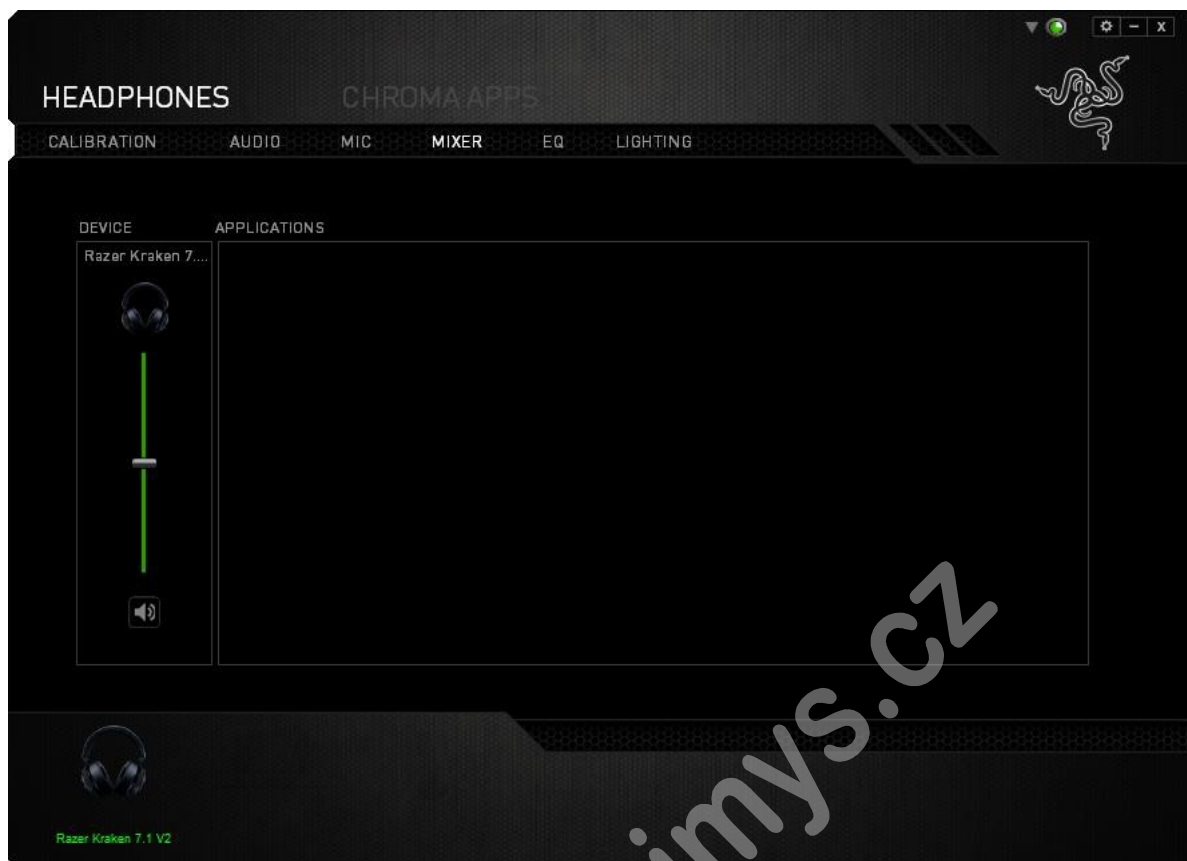 HEADPHONES CHROMA APPS
CALIBRATION AUDIO MIC MIXER EQ LIGHTING
DEVICE APPLICATIONS
Razer Kraken 7....
imys.cz
Razer Kraken 7.1 V2